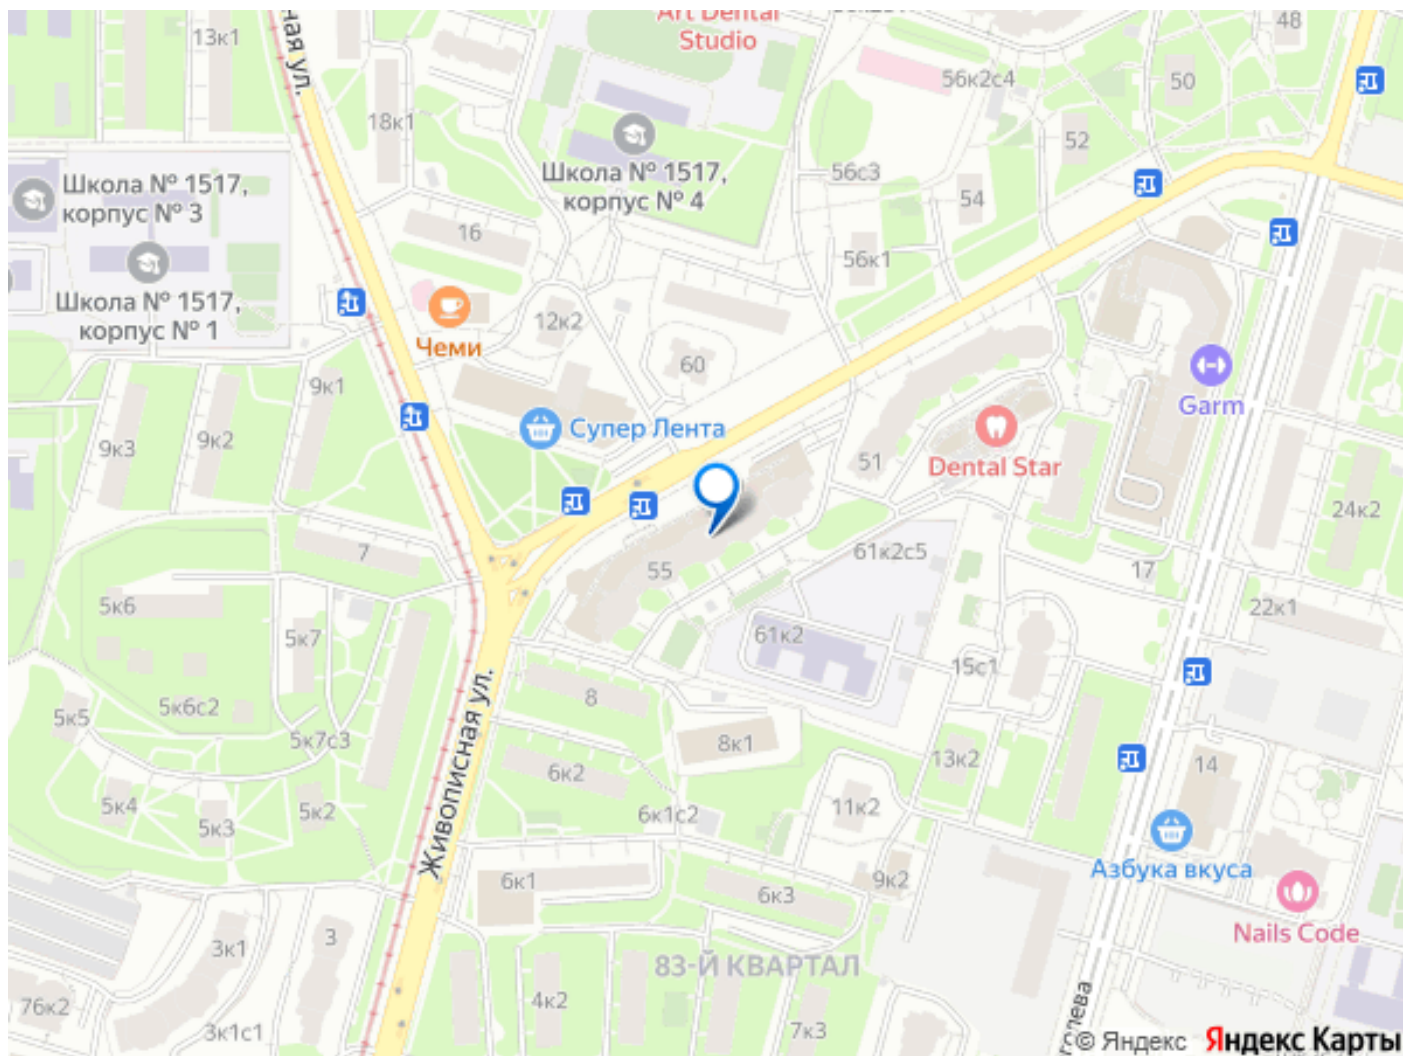 Art Dental
Studio
48
13к1
ная ул.
56к2с4
50
18к1
52
Школа № 1517,
корпус № 4
56с3
Школа № 1517,
корпус № 3
54
16
56к1
Школа № 1517,
корпус № 1
12к2
Чеми
60
9к1
Garm
Супер Лента
9к2
9к3
51
Dental Star
24к2
7
61к2с5
55
17
5к6
22к1
5к7
61к2
15с1
8
5к6с2
5к5
5к7с3
8к1
13к2
6к2
14
Живописная ул.
5к4
5к2
11к2
5к3
6к1с2
Азбука вкуса
6к1
9к2
6к3
Nails Code
3к1
3
83-Й КВАРТАЛ
76к2
4к2
3к1с1
7к3
лева
© Яндекс Яндекс Карты